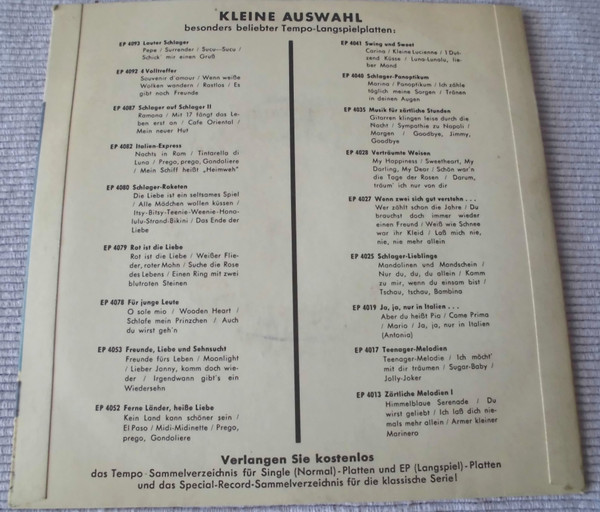 KLEINE AUSWAHL
besonders beliebter Tempo-Langspielplatten:
EP 4093 Lauter Schlager
Pepe / Surrender / Sucu—Sucu /
Schick' mir einen Gruß
EP 4092 4 Volltreffer
Souvenir d'amour / Wenn weiße
Wolken wandern / Rastlos / Es
gibt noch Freunde
EP 4087 Schlager auf Schlager II
Ramona / Mit 17 fängt das Le-
ben erst an / Cafe Oriental /
Mein neuer Hut
EP 4082 Italien-Express
Nachts in Rom / Tintarella di
Luna / Prego, prego, Gondoliere
/ Mein Schiff heißt „Heimweh"
EP 4080 Schlager-Raketen
Die Liebe ist ein seltsames Spiel
/ Alle Mädchen wollen küssen /
Itsy-Bitsy-Teenie-Weenie-Hono-
lulu-Strand-Bikini / Das Ende der
Liebe
EP 4079 Rot ist die Liebe
Rot ist die Liebe / Weißer Flie-
der, roter Mohn / Suche die Rose
des Lebens / Einen Ring mit zwei
blutroten Steinen
EP 4078 Für junge Leute
O sole mio / Wooden Heart /
Schlafe mein Prinzchen / Auch
du wirst geh'n
EP 4053 Freunde, Liebe und Sehnsucht
Freunde fürs Leben / Moonlight
/ Lieber Jonny, komm doch wie-
der / Irgendwann gibt's ein
Wiedersehn
EP 4052 Ferne Länder, heiße Liebe
Kein Land kann schöner sein /
El Paso / Midi-Midinette / Prego,
prego, Gondoliere
EP 4041 Swing und Sweet
Carina / Kleine Lucienne / 1 Dut-
zend Küsse / Luna-Lunalu, lie-
ber Mond
EP 4040 Schlager-Panoptikum
Marina / Panoptikum / Ich zähle
täglich meine Sorgen / Tränen
in deinen Augen
EP 4035 Musik für zärtliche Stunden
Gitarren klingen leise durch die
Nacht / Sympathie zu Napoli /
Morgen / Goodbye, Jimmy,
Goodbye
EP 4028 Verträumte Weisen
My Happiness / Sweetheart, My
Darling, My Dear / Schön war'n
die Tage der Rosen / Darum,
träum' ich nur von dir
EP 4027 Wenn zwei sich gut verstehn . . .
Wer zählt schon die Jahre / Du
brauchst doch immer wieder
einen Freund / Weiß wie Schnee
war ihr Kleid / Laß mich nie,
nie, nie mehr allein
EP 4025 Schlager-Lieblinge
Mandolinen und Mondschein /
Nur du, du, du allein / Kamm
zu mir, wenn du einsam bist /
Tschau, tschau, Bambina
EP 4019 Ja, ja, nur in Italien . . .
Aber du heißt Pia / Come Prima
/ Maria / Ja, ja, nur in Italien
(Antonia)
EP 4017 Teenager-Melodien
Teenager-Melodie / Ich möcht'
mit dir träumen / Sugar-Baby /
Jolly-Joker
EP 4013 Zärtliche Melodien I
Himmelblaue Serenade / Du
wirst geliebt / Ich laß dich nie-
mals mehr allein / Armer kleiner
Marinero
Verlangen Sie kostenlos
das Tempo-Sammelverzeichnis für Single (Normal)-Platten und EP (Langspiel)-Platten
und das Special-Record-Sammelverzeichnis für die klassische Serie!